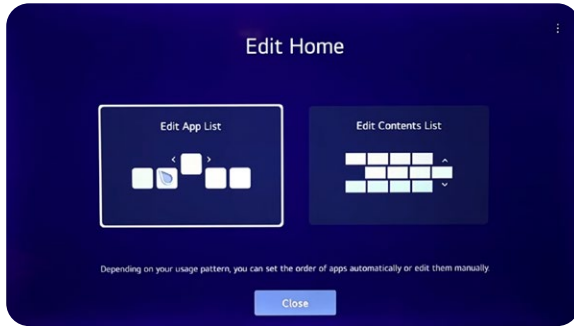 Edit Home
Edit App List
Edit Contents List
Depending on your usage pattern, you can set the order of apps automatically or edit them manually.
Close